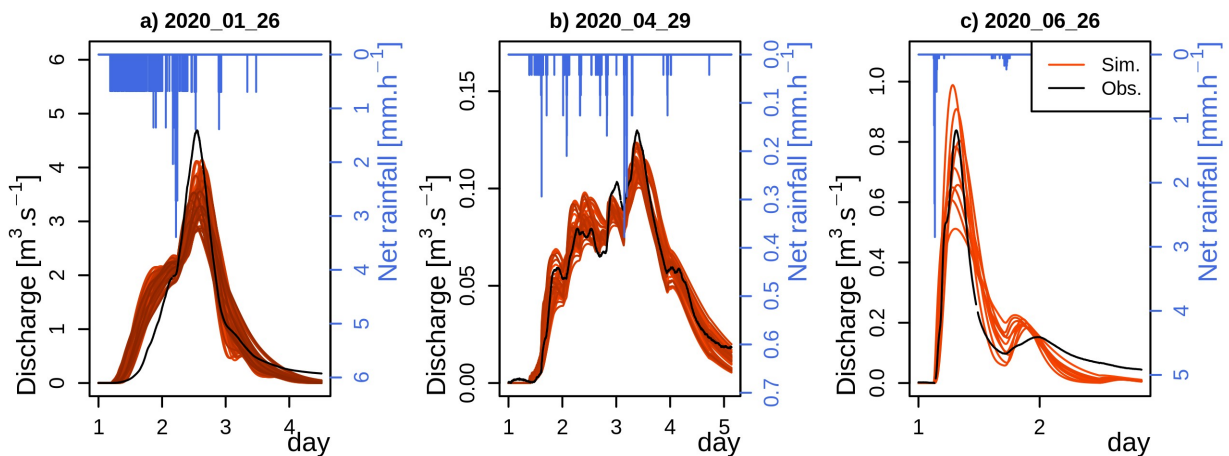 a) 2020_01_26
Discharge [m³.s⁻¹]
0 1 2 3 4 5 6
1 2 3 4
day
0 1 2 3 4 5 6
Net rainfall [mm.h⁻¹]
b) 2020_04_29
Discharge [m³.s⁻¹]
0.00 0.05 0.10 0.15
1 2 3 4 5
day
0.0 0.1 0.2 0.3 0.4 0.5 0.6 0.7
Net rainfall [mm.h⁻¹]
c) 2020_06_26
Sim.
Obs.
Discharge [m³.s⁻¹]
0.0 0.2 0.4 0.6 0.8 1.0
1 2
day
0 1 2 3 4 5
Net rainfall [mm.h⁻¹]